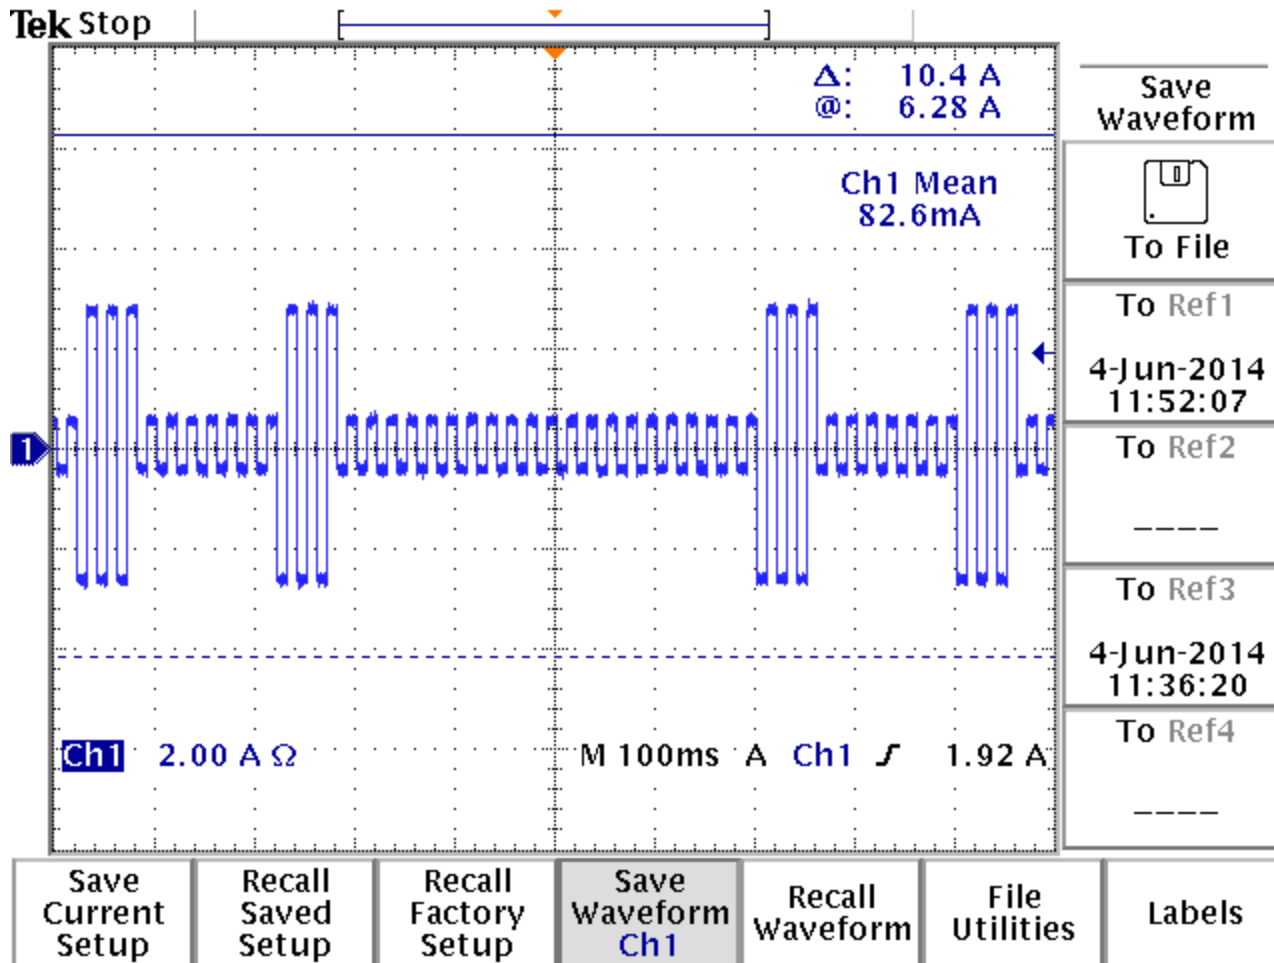 Tek Stop
Δ: 10.4 A
@: 6.28 A
Ch1 Mean
82.6mA
1
Ch1 2.00 A Ω M 100ms A Ch1 1.92 A
Save
Waveform
To File
To Ref1
4-Jun-2014
11:52:07
To Ref2
----
To Ref3
4-Jun-2014
11:36:20
To Ref4
----
Save
Current
Setup
Recall
Saved
Setup
Recall
Factory
Setup
Save
Waveform
Ch1
Recall
Waveform
File
Utilities
Labels